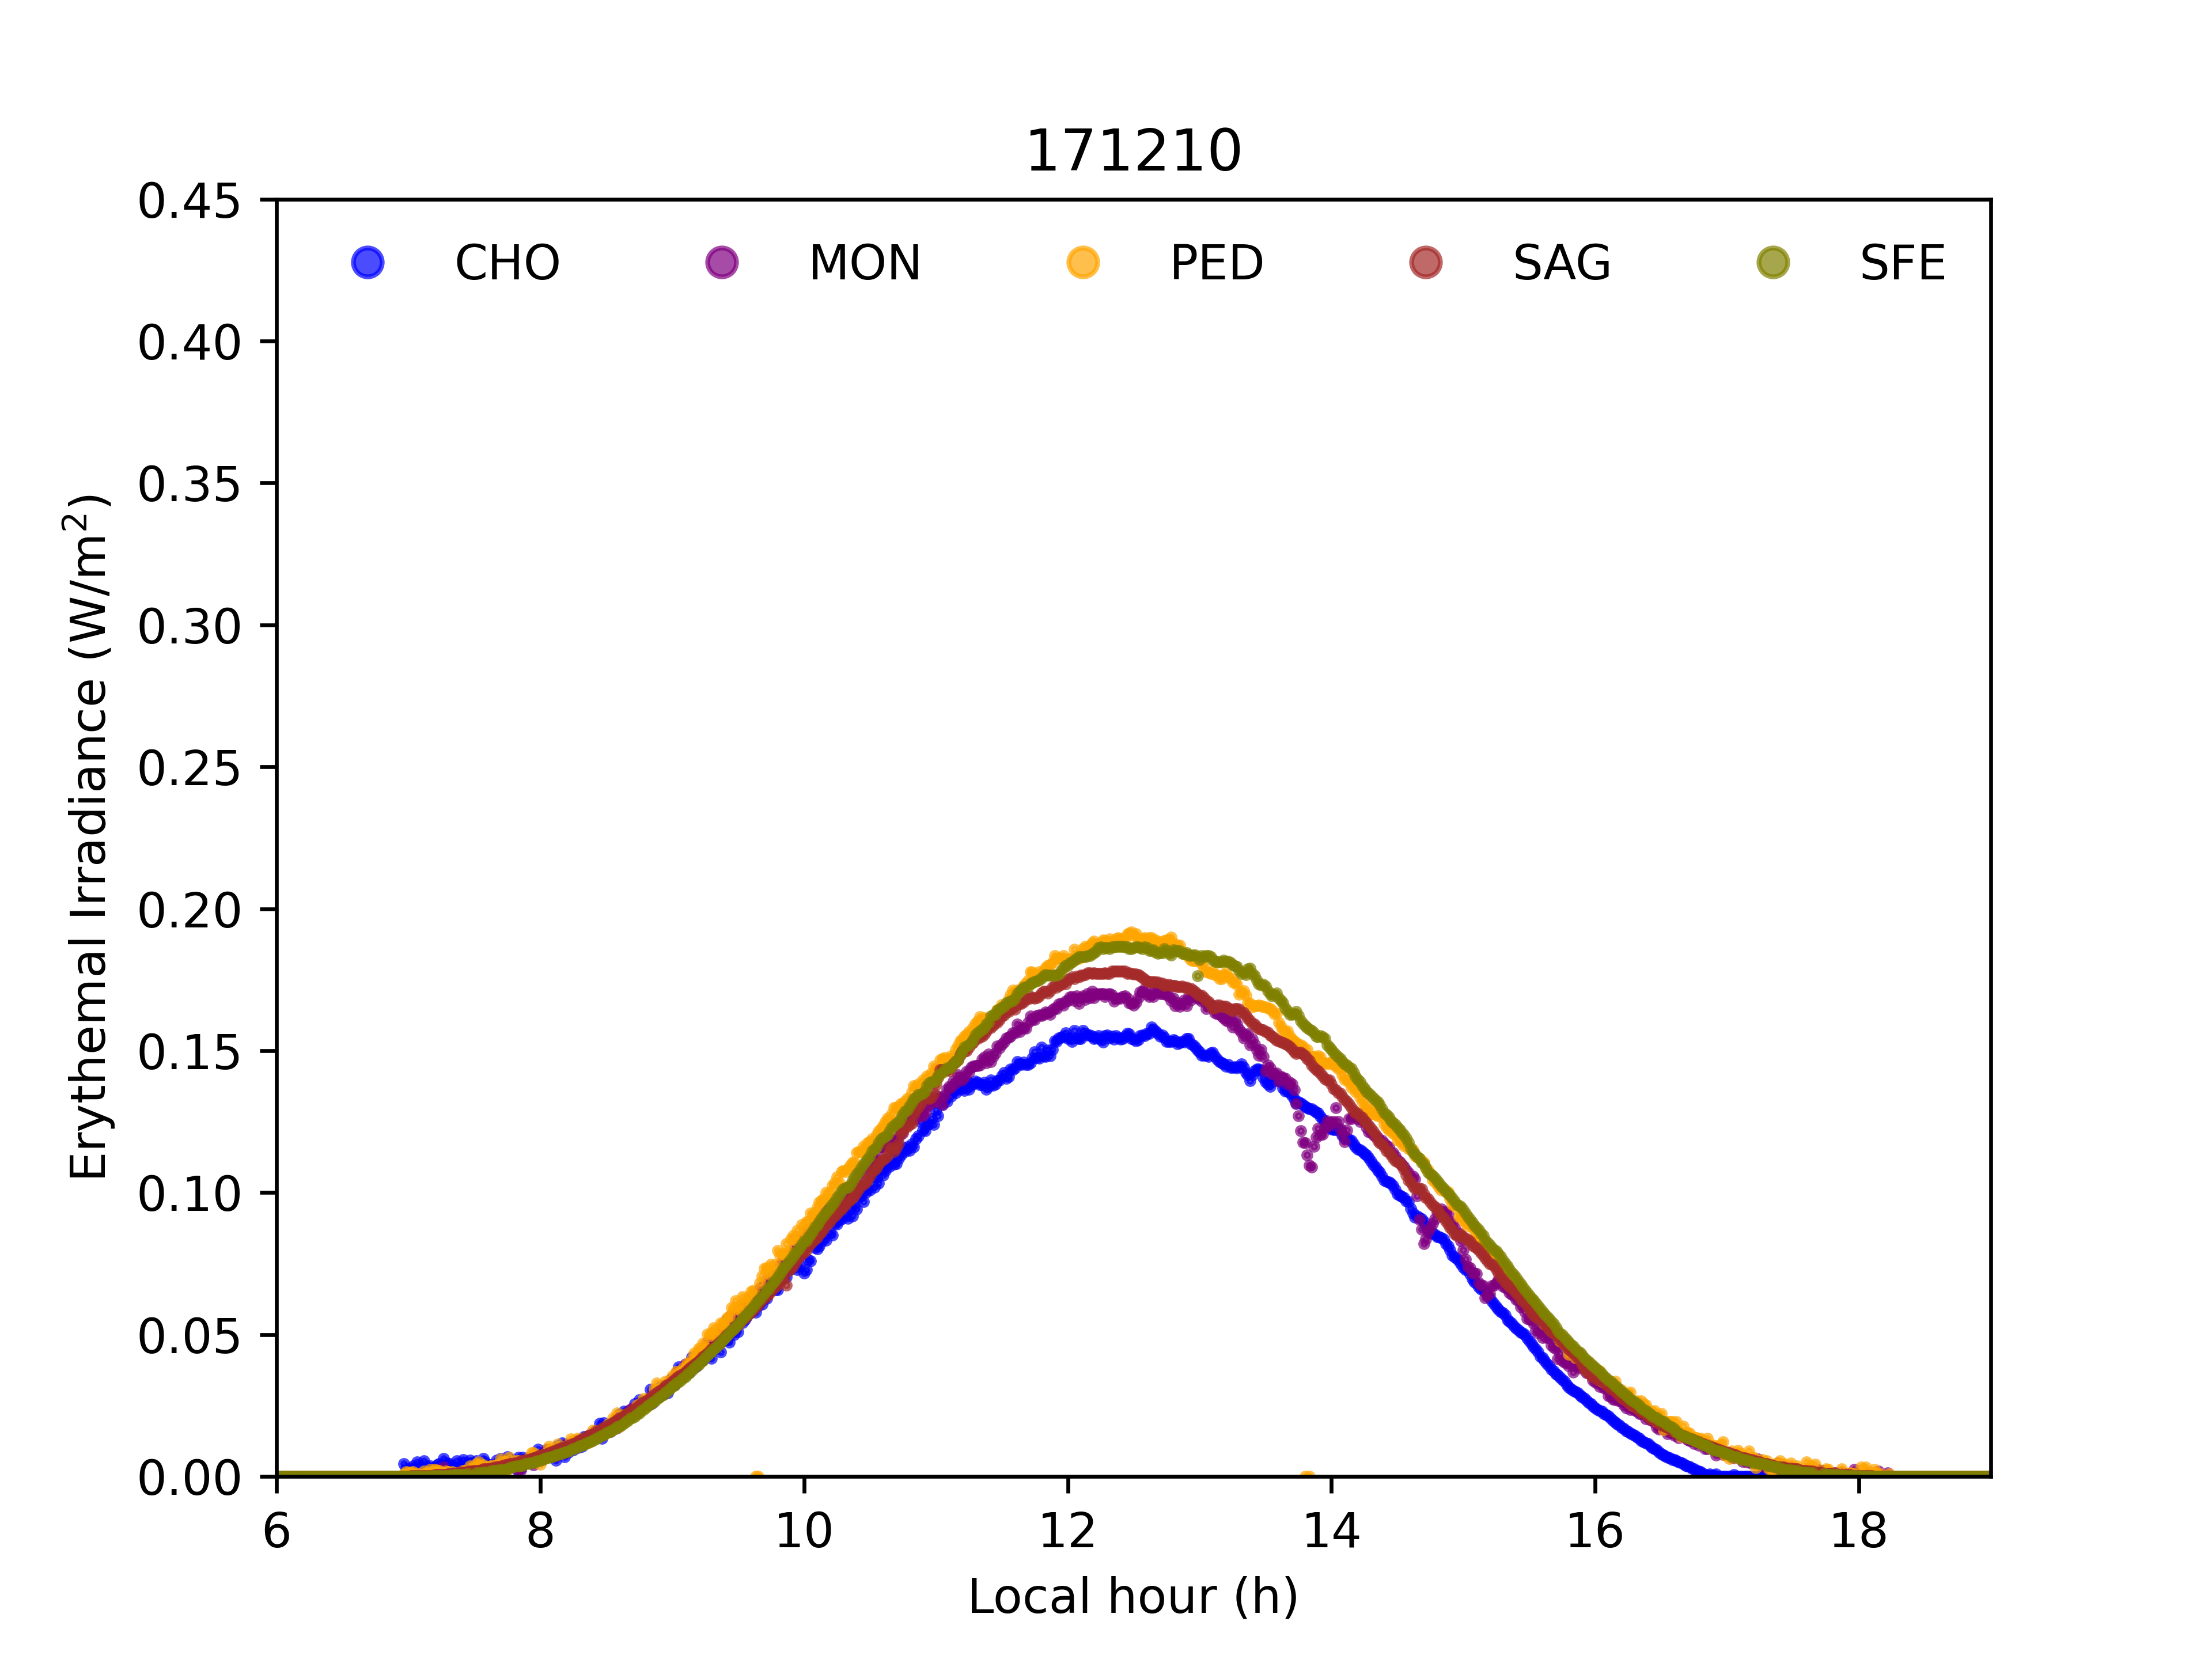 171210
CHO MON PED SAG SFE
0.45
0.40
0.35
0.30
0.25
0.20
0.15
0.10
0.05
0.00
Erythemal Irradiance (W/m²)
6 8 10 12 14 16 18
Local hour (h)